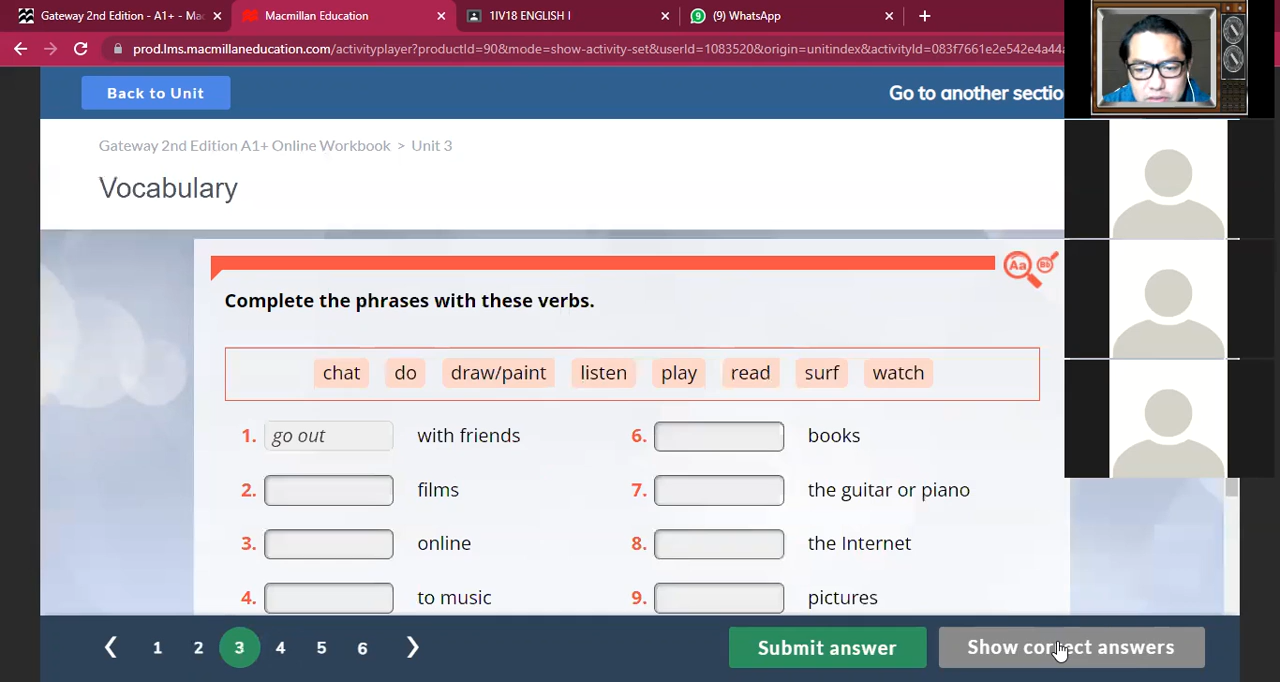 Gateway 2nd Edition - A1+ - Mac
Macmillan Education
1IV18 ENGLISH I
(9) WhatsApp
prod.lms.macmillaneducation.com/activityplayer?productId=90&mode=show-activity-set&userId=1083520&origin=unitindex&activityId=083f7661e2e542e4a44a
Back to Unit
Go to another sectio
Gateway 2nd Edition A1+ Online Workbook > Unit 3
Vocabulary
Aa Bb
Complete the phrases with these verbs.
chat do draw/paint listen play read surf watch
1. go out with friends
2. films
3. online
4. to music
6. books
7. the guitar or piano
8. the Internet
9. pictures
1 2 3 4 5 6
Submit answer
Show correct answers